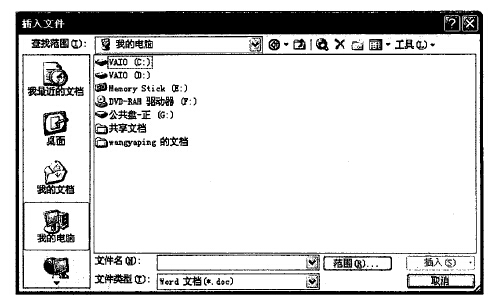 插入文件
查找范围(I): 我的电脑 工具(L)
VAIO (C:)
VAIO (D:)
Memory Stick (E:)
DVD-RAM 驱动器 (F:)
公共盘-正 (G:)
共享文档
wangyaping 的文档
我最近的文档
桌面
我的文档
我的电脑
文件名(N): 范围(R)... 插入(S)
文件类型(T): Word 文档(*.doc) 取消